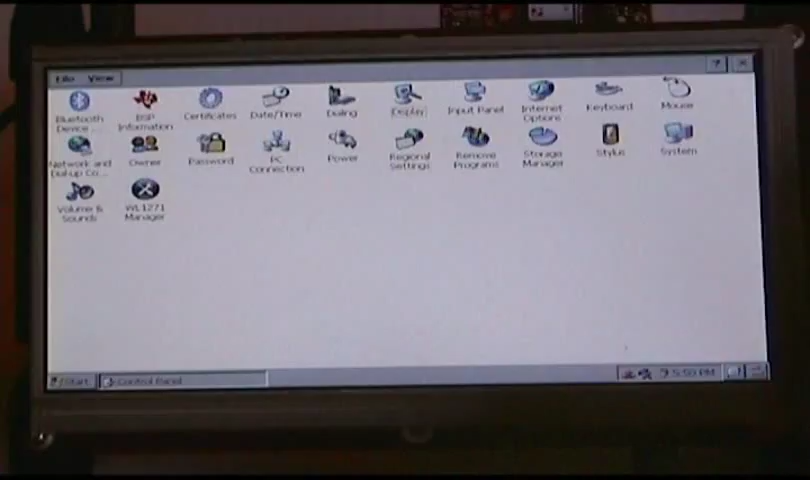 File View
? ×
Bluetooth
Device ...
BSP
Information
Certificates
Date/Time
Dialing
Display
Input Panel
Internet
Options
Keyboard
Mouse
Network and
Dial-up Co...
Owner
Password
PC
Connection
Power
Regional
Settings
Remove
Programs
Storage
Manager
Stylus
System
Volume &
Sounds
WL1271
Manager
Start
Control Panel